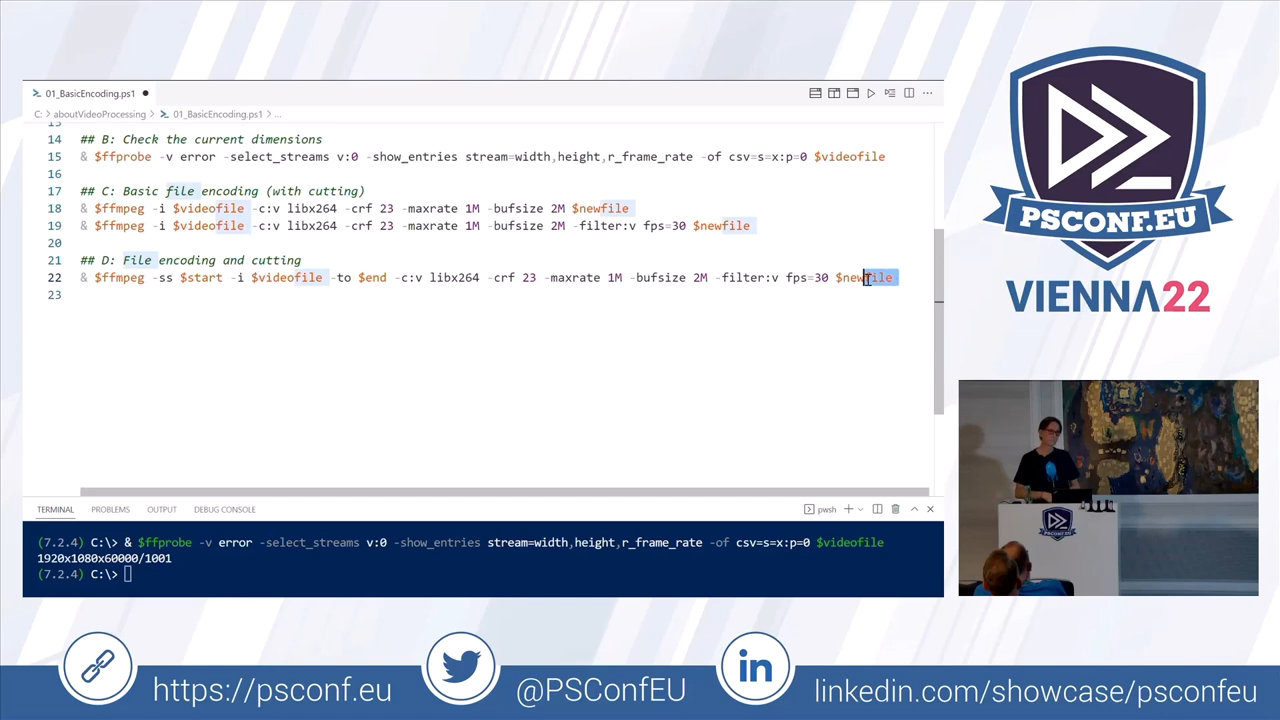 01_BasicEncoding.ps1
C: > aboutVideoProcessing > 01_BasicEncoding.ps1 > ...
14 ## B: Check the current dimensions
15 & $ffprobe -v error -select_streams v:0 -show_entries stream=width,height,r_frame_rate -of csv=s=x:p=0 $videofile
16
17 ## C: Basic file encoding (with cutting)
18 & $ffmpeg -i $videofile -c:v libx264 -crf 23 -maxrate 1M -bufsize 2M $newfile
19 & $ffmpeg -i $videofile -c:v libx264 -crf 23 -maxrate 1M -bufsize 2M -filter:v fps=30 $newfile
20
21 ## D: File encoding and cutting
22 & $ffmpeg -ss $start -i $videofile -to $end -c:v libx264 -crf 23 -maxrate 1M -bufsize 2M -filter:v fps=30 $newfile
23
TERMINAL PROBLEMS OUTPUT DEBUG CONSOLE pwsh
(7.2.4) C:\> & $ffprobe -v error -select_streams v:0 -show_entries stream=width,height,r_frame_rate -of csv=s=x:p=0 $videofile
1920x1080x60000/1001
(7.2.4) C:\>
PSCONF.EU
VIENNA22
PSCONF.EU
https://psconf.eu
@PSConfEU
in
linkedin.com/showcase/psconfeu